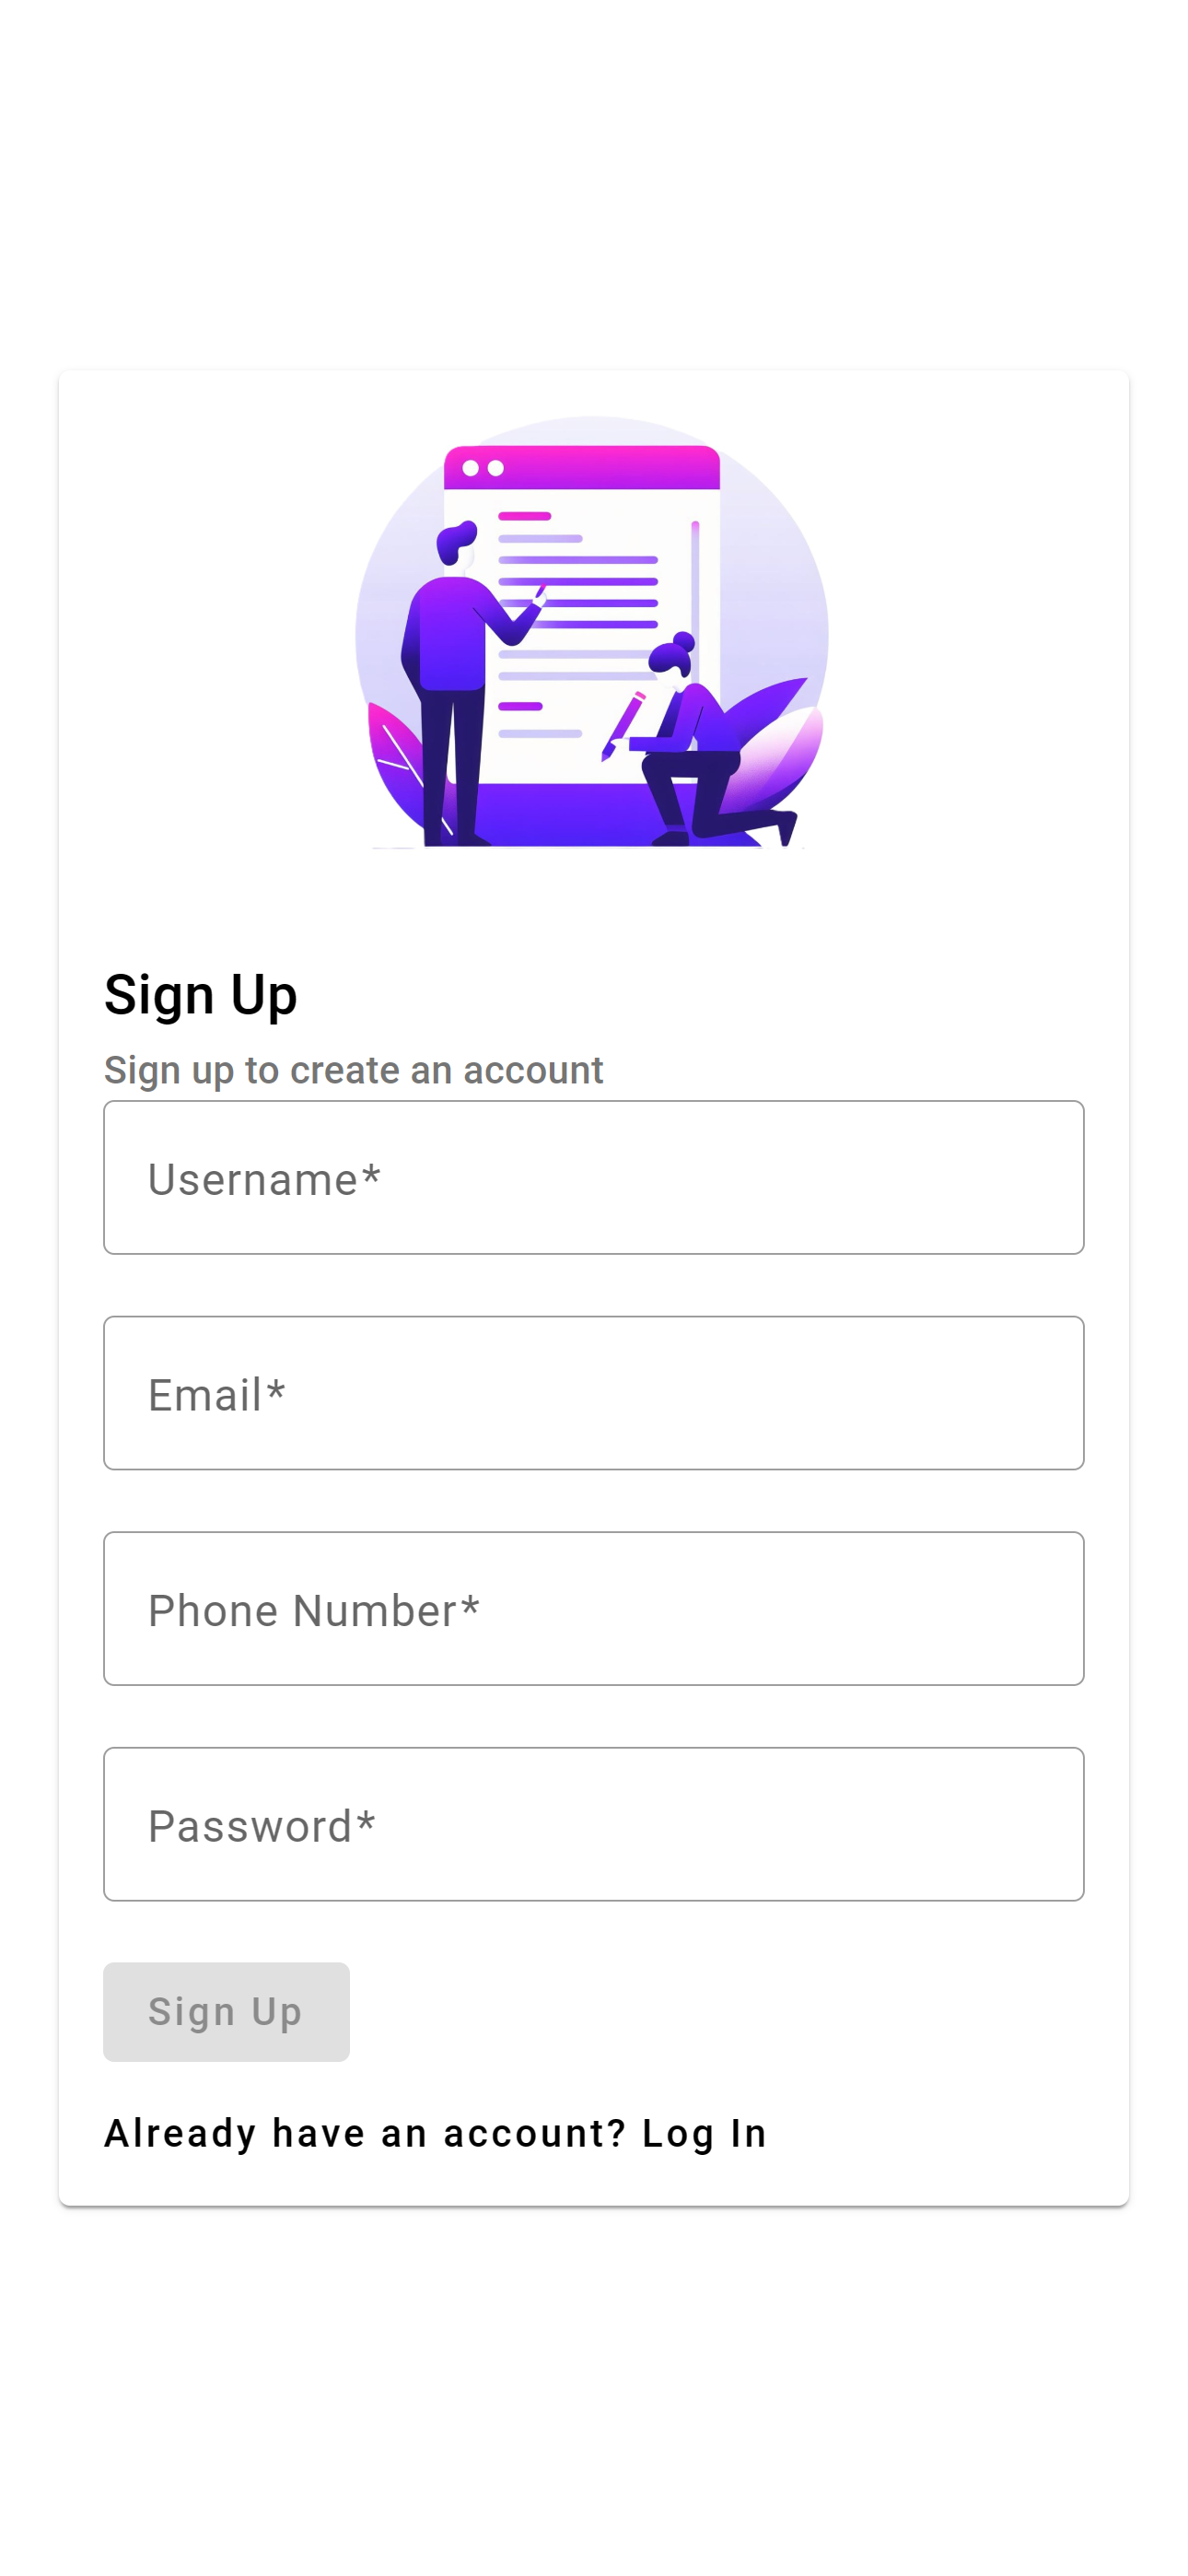 Sign Up
Sign up to create an account
Username*
Email*
Phone Number*
Password*
Sign Up
Already have an account? Log In